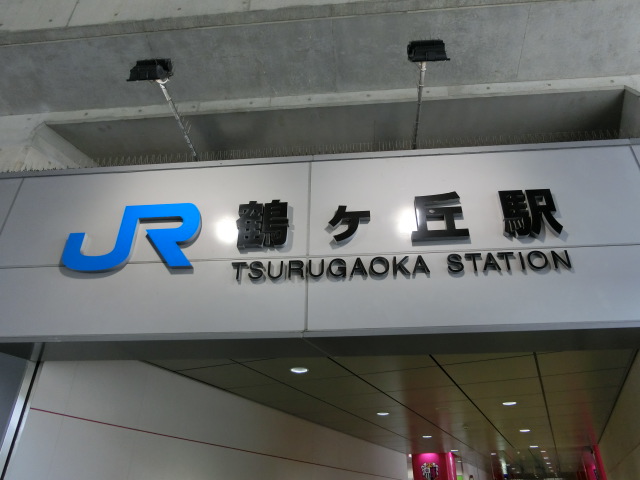 JR 鶴ヶ丘駅
TSURUGAOKA STATION